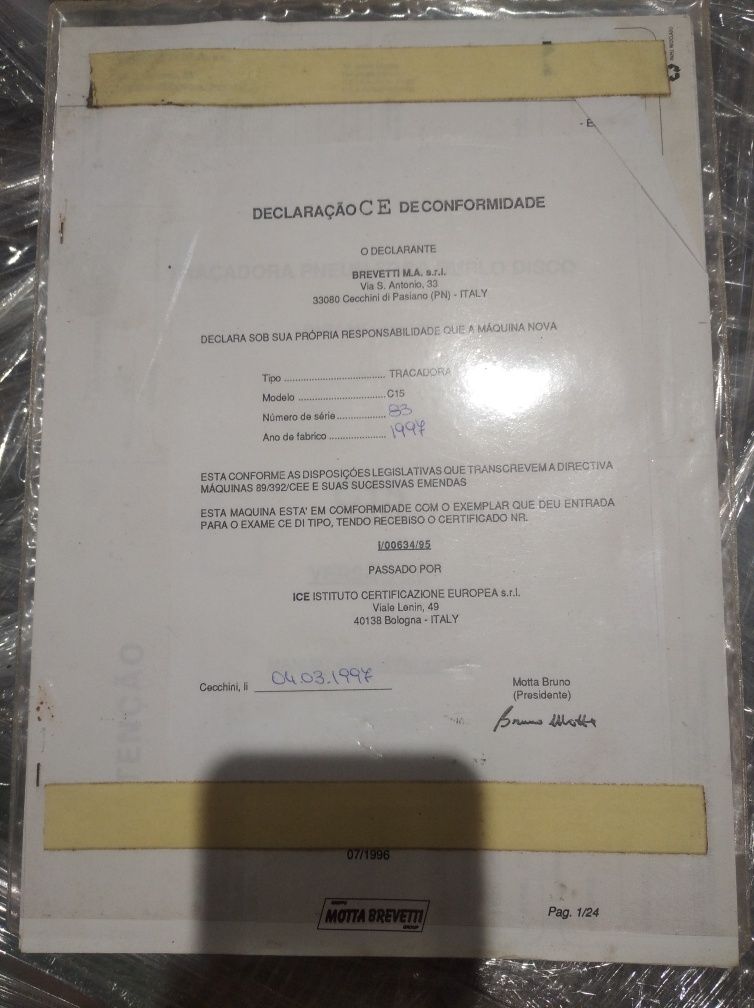 - E
DECLARAÇÃO CE DE CONFORMIDADE
O DECLARANTE
BREVETTI M.A. s.r.l.
Via S. Antonio, 33
33080 Cecchini di Pasiano (PN) - ITALY
DECLARA SOB SUA PRÓPRIA RESPONSABILIDADE QUE A MÁQUINA NOVA
Tipo .................................. TRACADORA
Modelo ..............................C15
Número de série................. 83
Ano de fabrico .................... 1997
ESTA CONFORME AS DISPOSIÇÕES LEGISLATIVAS QUE TRANSCREVEM A DIRECTIVA
MÁQUINAS 89/392/CEE E SUAS SUCESSIVAS EMENDAS
ESTA MAQUINA ESTA' EM COMFORMIDADE COM O EXEMPLAR QUE DEU ENTRADA
PARA O EXAME CE DI TIPO, TENDO RECEBISO O CERTIFICADO NR.
I/00634/95
PASSADO POR
ICE ISTITUTO CERTIFICAZIONE EUROPEA s.r.l.
Viale Lenin, 49
40138 Bologna - ITALY
Cecchini, li 04.03.1997
Motta Bruno
(Presidente)
Bruno Motta
07/1996
MOTTA BREVETTI
GROUP
Pag. 1/24